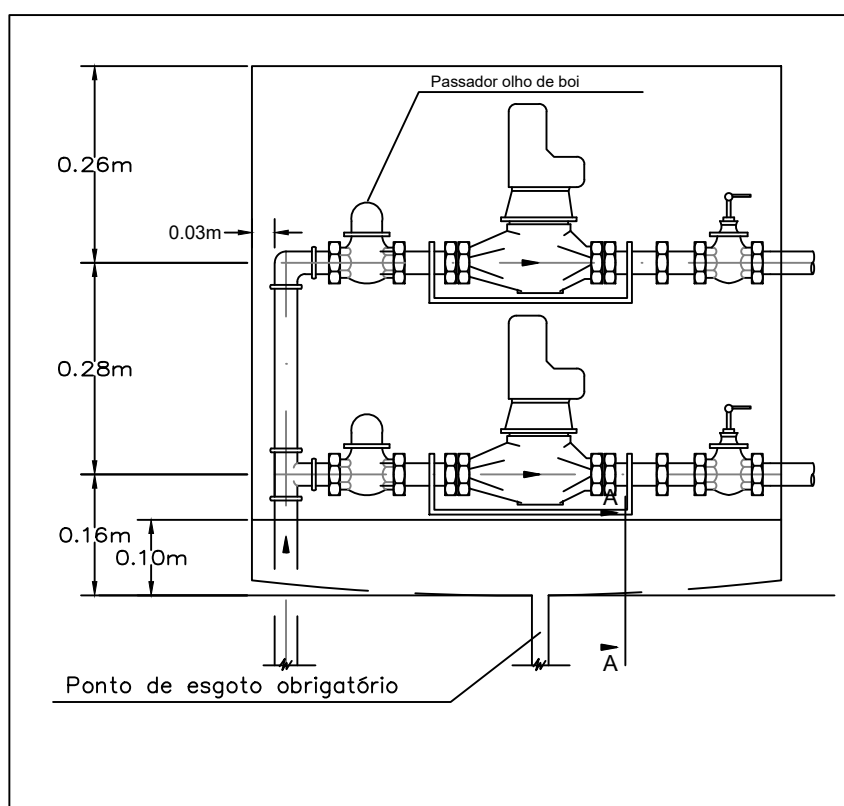 Passador olho de boi
0.26m
0.03m
0.28m
0.16m
0.10m
A
A
Ponto de esgoto obrigatório